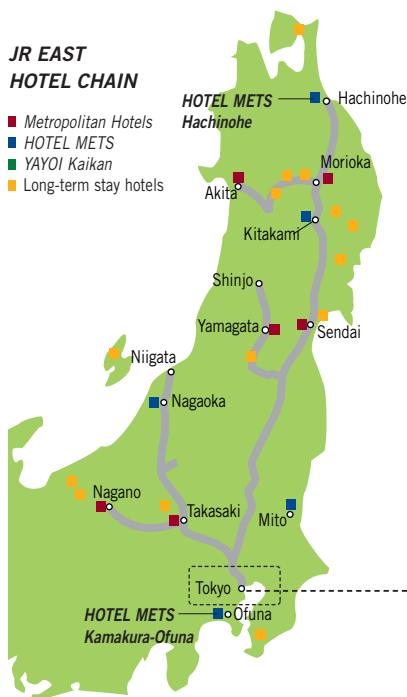 JR EAST
HOTEL CHAIN
Metropolitan Hotels
HOTEL METS
YAYOI Kaikan
Long-term stay hotels
HOTEL METS
Hachinohe
Hachinohe
Morioka
Akita
Kitakami
Shinjo
Yamagata
Sendai
Niigata
Nagaoka
Nagano
Takasaki
Mito
Tokyo
HOTEL METS
Kamakura-Ofuna
Ofuna